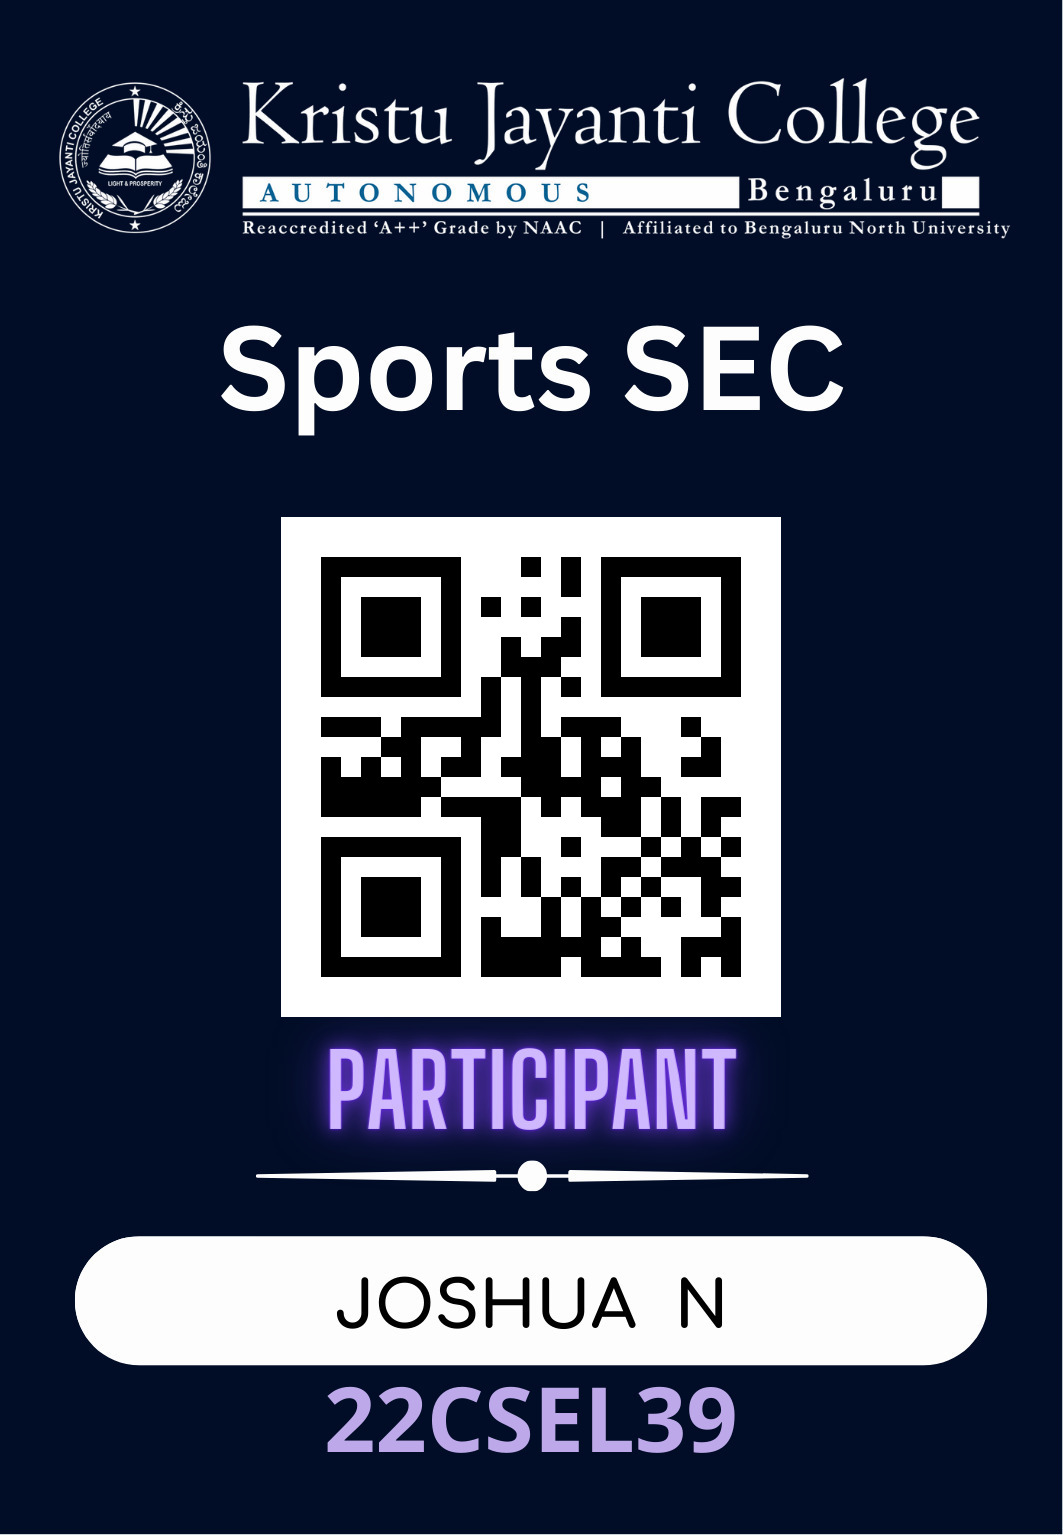 KRISTU JAYANTI COLLEGE
ಕ್ರಿಸ್ತು ಜಯಂತಿ ಕಾಲೇಜು
LIGHT & PROSPERITY
Kristu Jayanti College
AUTONOMOUS Bengaluru
Reaccredited ‘A++’ Grade by NAAC | Affiliated to Bengaluru North University
Sports SEC
PARTICIPANT
JOSHUA N
22CSEL39